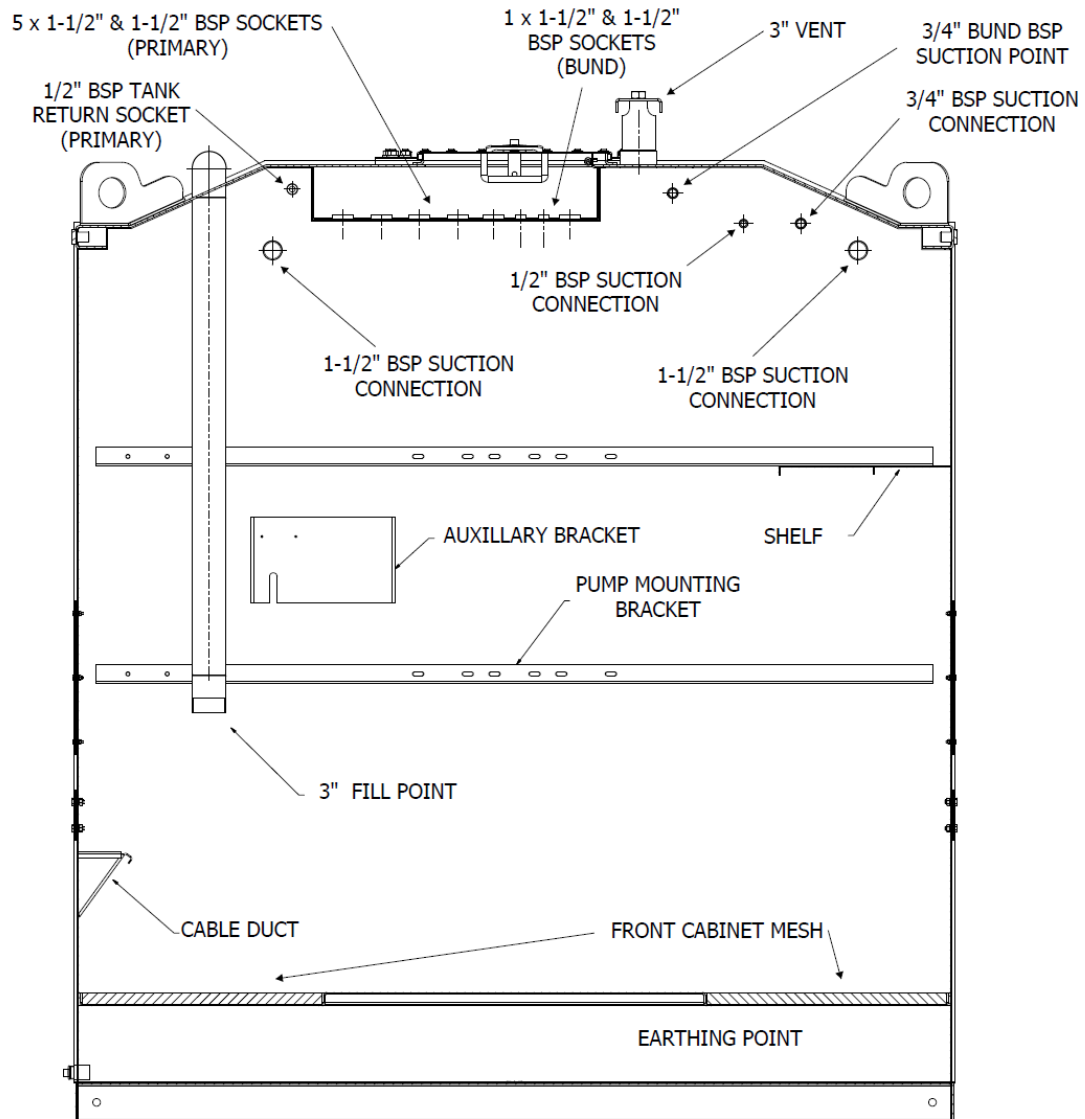 5 x 1-1/2" & 1-1/2" BSP SOCKETS
(PRIMARY)
1 x 1-1/2" & 1-1/2"
BSP SOCKETS
(BUND)
3" VENT
3/4" BUND BSP
SUCTION POINT
1/2" BSP TANK
RETURN SOCKET
(PRIMARY)
3/4" BSP SUCTION
CONNECTION
1/2" BSP SUCTION
CONNECTION
1-1/2" BSP SUCTION
CONNECTION
1-1/2" BSP SUCTION
CONNECTION
AUXILLARY BRACKET
SHELF
PUMP MOUNTING
BRACKET
3" FILL POINT
CABLE DUCT
FRONT CABINET MESH
EARTHING POINT